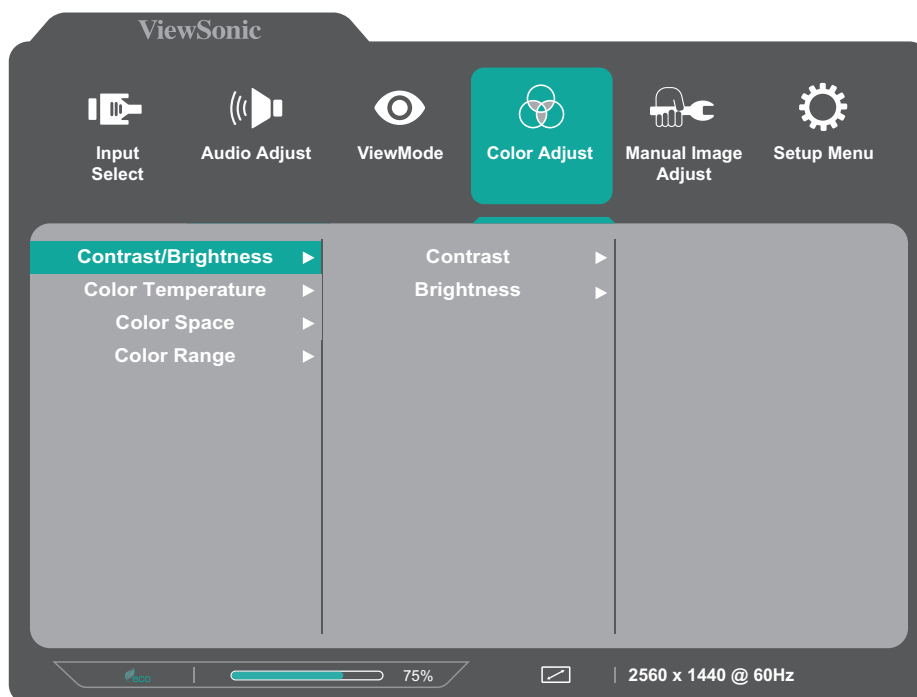 ViewSonic
Input
Select
Audio Adjust
ViewMode
Color Adjust
Manual Image
Adjust
Setup Menu
Contrast/Brightness
Color Temperature
Color Space
Color Range
Contrast
Brightness
eco
75%
2560 x 1440 @ 60Hz